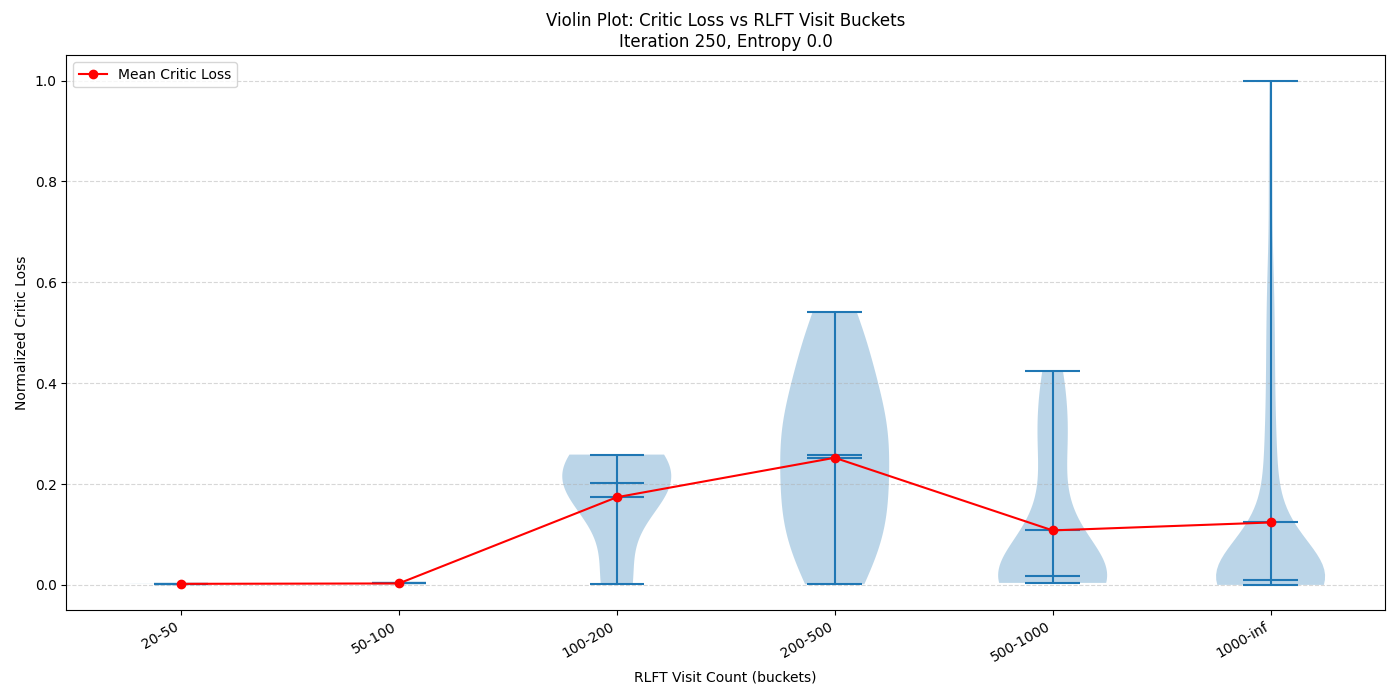 Violin Plot: Critic Loss vs RLFT Visit Buckets
Iteration 250, Entropy 0.0
Mean Critic Loss
Normalized Critic Loss
1.0
0.8
0.6
0.4
0.2
0.0
20-50
50-100
100-200
200-500
500-1000
1000-inf
RLFT Visit Count (buckets)